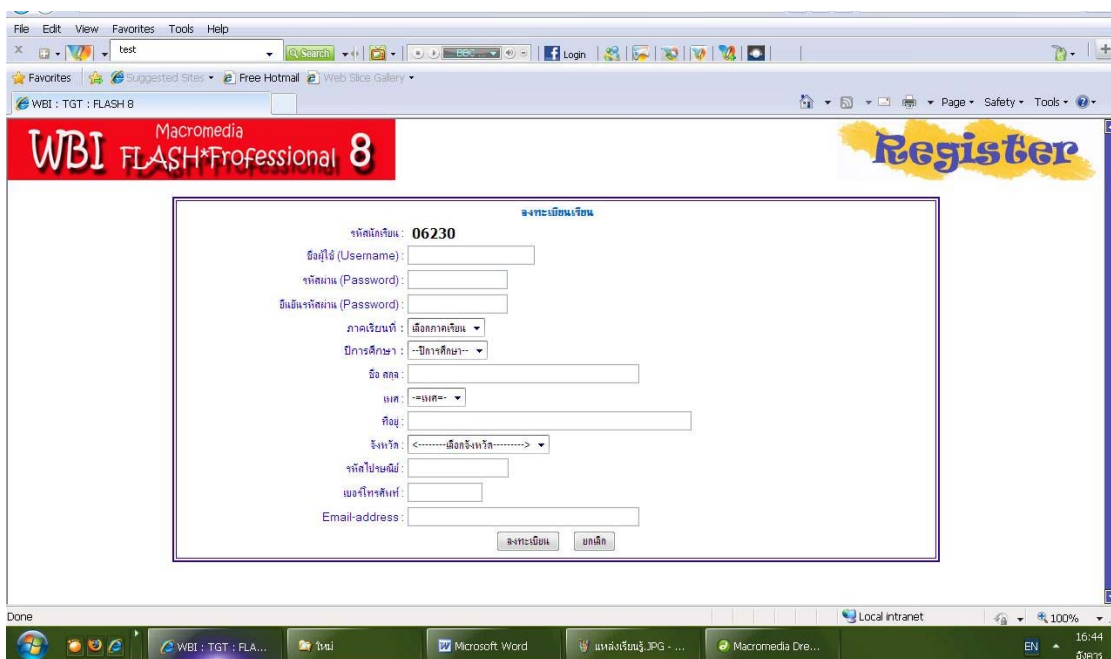 File Edit View Favorites Tools Help
test Search BBC Login
Favorites Suggested Sites Free Hotmail Web Slice Gallery
WBI : TGT : FLASH 8 Page Safety Tools
WBI Macromedia FLASH*Frofessional 8 Register
ลงทะเบียนเรียน
รหัสนักเรียน : 06230
ชื่อผู้ใช้ (Username) :
รหัสผ่าน (Password) :
ยืนยันรหัสผ่าน (Password) :
ภาคเรียนที่ : เลือกภาคเรียน
ปีการศึกษา : --ปีการศึกษา--
ชื่อ สกุล :
เพศ : -=เพศ=-
ที่อยู่ :
จังหวัด : <--------เลือกจังหวัด--------->
รหัสไปรษณีย์ :
เบอร์โทรศัพท์ :
Email-address :
ลงทะเบียน ยกเลิก
Done Local intranet 100%
WBI : TGT : FLA... ใหม่ Microsoft Word แหล่งเรียนรู้.JPG - ... Macromedia Dre... EN 16:44
อังคาร